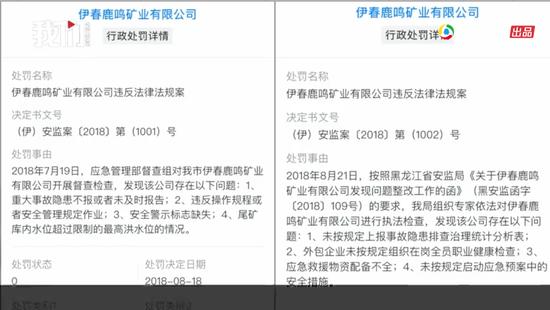 伊春鹿鸣矿业有限公司
我们
行政处罚详情
处罚名称
伊春鹿鸣矿业有限公司违反法律法规案
决定书文号
（伊）安监案【2018】第（1001）号
处罚事由
2018年7月19日，应急管理部督查组对我市伊春鹿鸣矿业
有限公司开展督查检查，发现该公司存在以下问题：1、
重大事故隐患不报或者未及时报告；2、违反操作规程或
者安全管理规定作业；3、安全警示标志缺失；4、尾矿
库内水位超过限制的最高洪水位的情况。
处罚状态
处罚决定日期
0
2018-08-18
伊春鹿鸣矿业有限公司
行政处罚详
出品
处罚名称
伊春鹿鸣矿业有限公司违反法律法规案
决定书文号
（伊）安监案【2018】第（1002）号
处罚事由
2018年8月21日，按照黑龙江省安监局《关于伊春鹿鸣
矿业有限公司发现问题整改工作的函》（黑安监函字
〔2018〕109号）的要求，我局组织专家依法对伊春鹿
鸣矿业有限公司进行执法检查，发现该公司存在以下问
题：1、未按规定上报事故隐患排查治理统计分析表；
2、外包企业未按规定组织在岗全员职业健康检查；3、
应急救援物资配备不全；4、未按规定启动应急预案中的
安全措施。